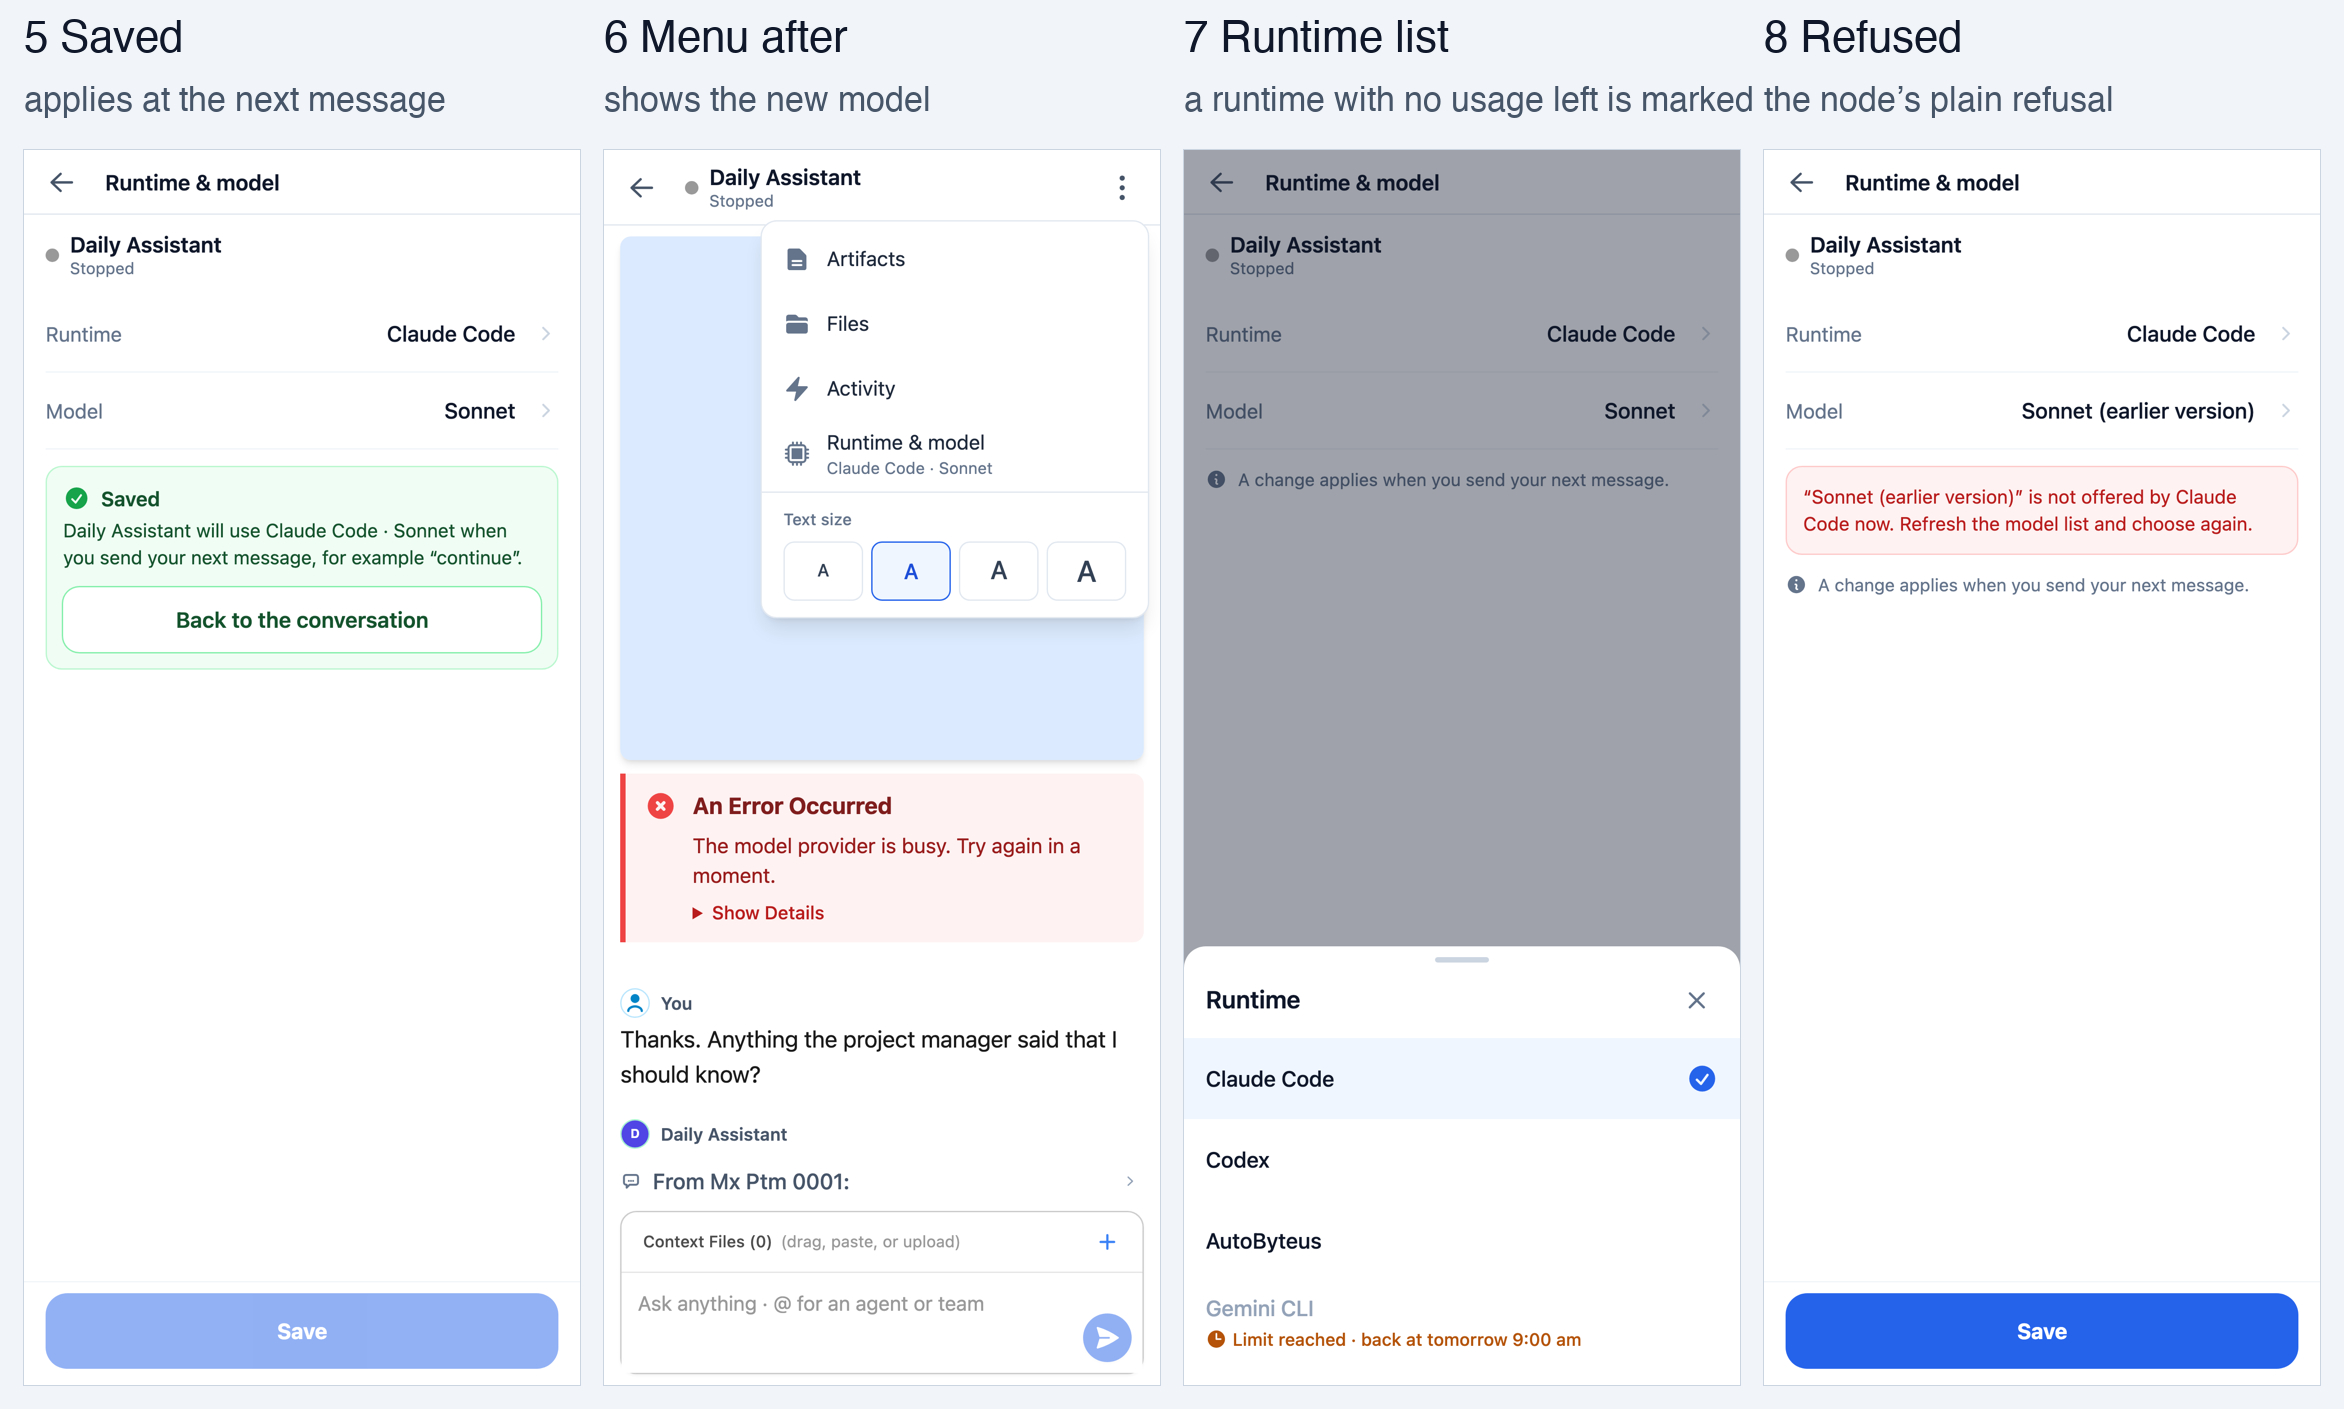 5 Saved
applies at the next message
Runtime & model
Daily Assistant
Stopped
Runtime
Claude Code
Model
Sonnet
Saved
Daily Assistant will use Claude Code · Sonnet when
you send your next message, for example “continue”.
Back to the conversation
Save
6 Menu after
shows the new model
Daily Assistant
Stopped
Artifacts
Files
Activity
Runtime & model
Claude Code · Sonnet
Text size
A A A A
An Error Occurred
The model provider is busy. Try again in a
moment.
Show Details
You
Thanks. Anything the project manager said that I
should know?
D
Daily Assistant
From Mx Ptm 0001:
Context Files (0) (drag, paste, or upload)
Ask anything · @ for an agent or team
7 Runtime list
a runtime with no usage left is marked
Runtime & model
Daily Assistant
Stopped
Runtime
Claude Code
Model
Sonnet
A change applies when you send your next message.
Runtime
Claude Code
Codex
AutoByteus
Gemini CLI
Limit reached · back at tomorrow 9:00 am
8 Refused
the node’s plain refusal
Runtime & model
Daily Assistant
Stopped
Runtime
Claude Code
Model
Sonnet (earlier version)
“Sonnet (earlier version)” is not offered by Claude
Code now. Refresh the model list and choose again.
A change applies when you send your next message.
Save